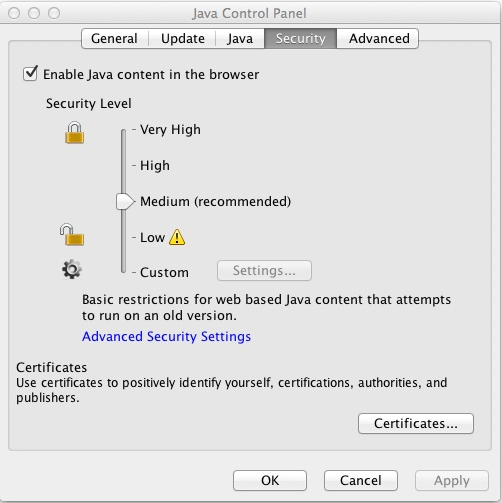 Java Control Panel
General Update Java Security Advanced
Enable Java content in the browser
Security Level
- Very High
- High
- Medium (recommended)
- Low
- Custom Settings...
Basic restrictions for web based Java content that attempts
to run on an old version.
Advanced Security Settings
Certificates
Use certificates to positively identify yourself, certifications, authorities, and
publishers.
Certificates...
OK Cancel Apply